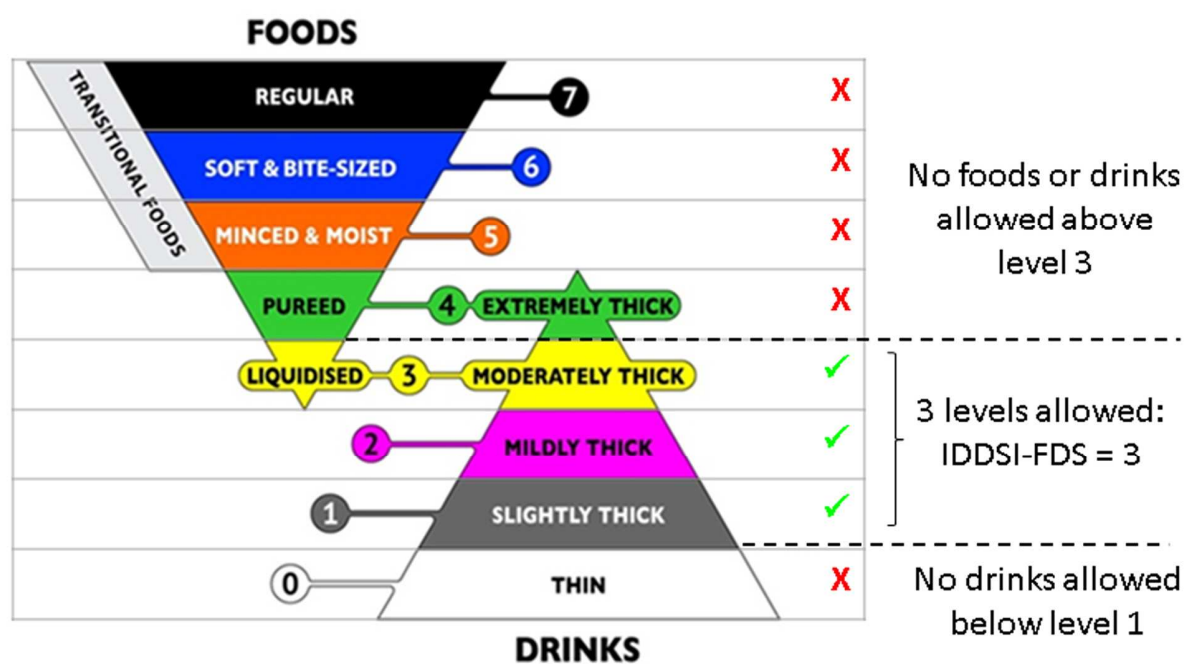 FOODS
TRANSITIONAL FOODS
REGULAR 7 X
SOFT & BITE-SIZED 6 X
MINCED & MOIST 5 X
No foods or drinks
allowed above
level 3
PUREED 4 EXTREMELY THICK X
LIQUIDISED 3 MODERATELY THICK ✓
2 MILDLY THICK ✓
1 SLIGHTLY THICK ✓
3 levels allowed:
IDDSI-FDS = 3
0 THIN X
No drinks allowed
below level 1
DRINKS